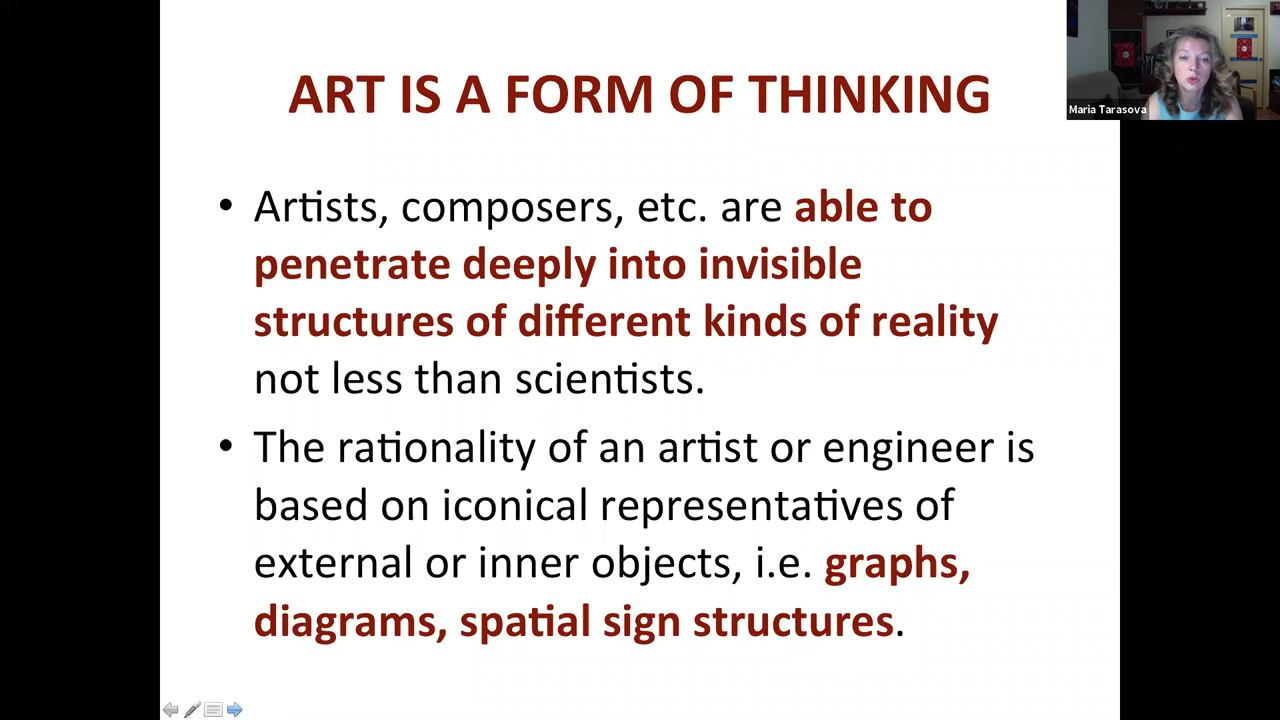 ART IS A FORM OF THINKING
Maria Tarasova
• Artists, composers, etc. are able to
penetrate deeply into invisible
structures of different kinds of reality
not less than scientists.
• The rationality of an artist or engineer is
based on iconical representatives of
external or inner objects, i.e. graphs,
diagrams, spatial sign structures.